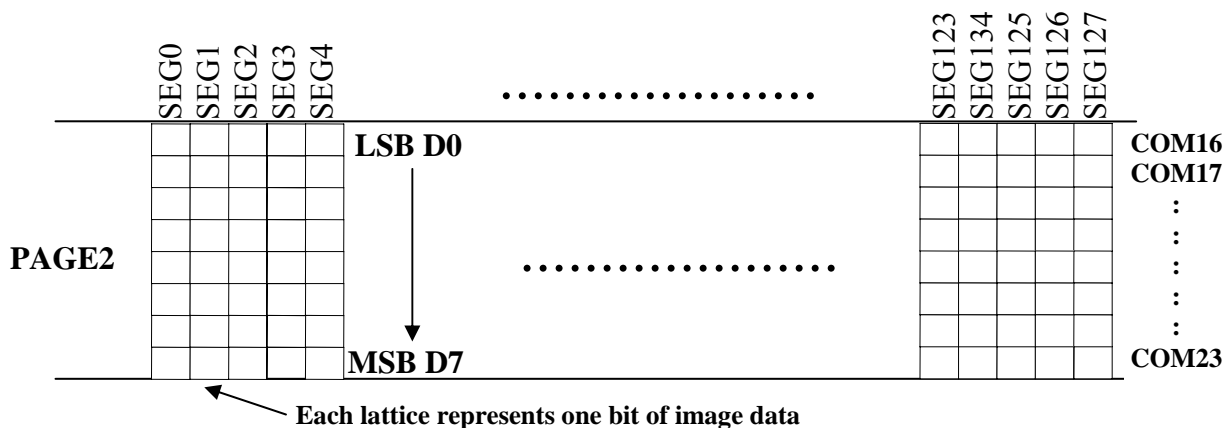 SEG0
SEG1
SEG2
SEG3
SEG4
SEG123
SEG134
SEG125
SEG126
SEG127
LSB D0
COM16
COM17
PAGE2
MSB D7
COM23
Each lattice represents one bit of image data